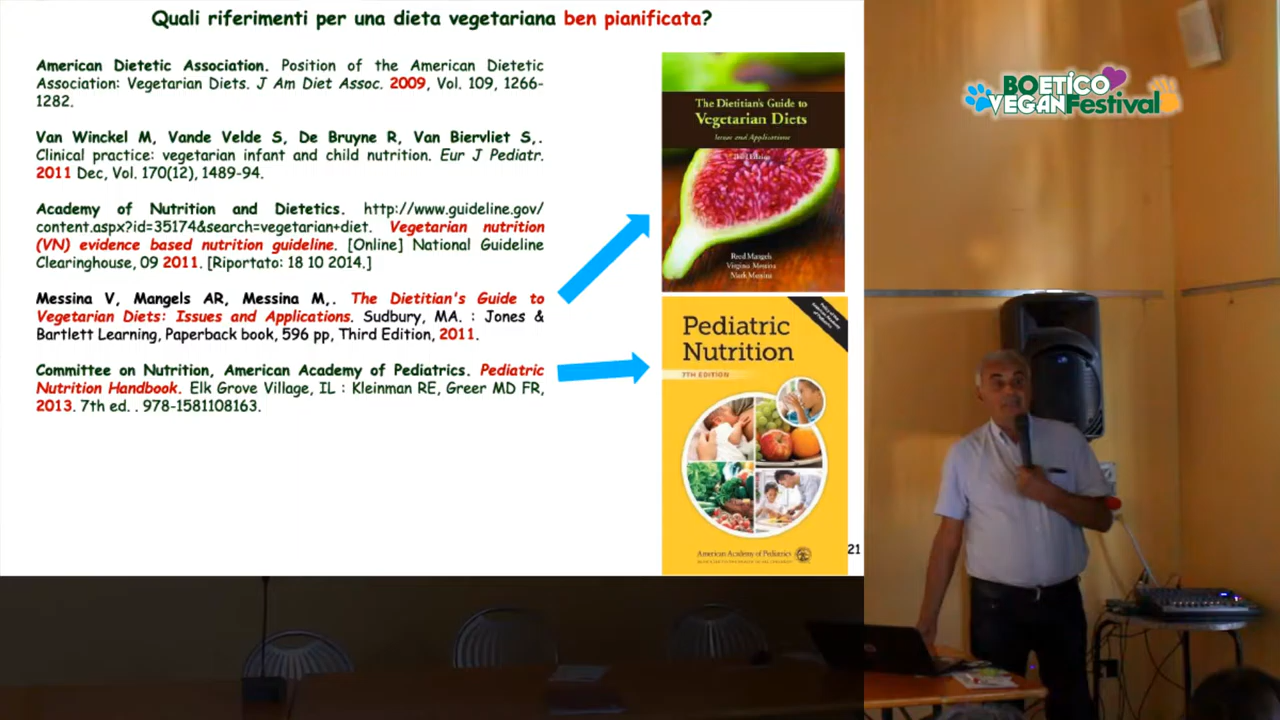 Quali riferimenti per una dieta vegetariana ben pianificata?
American Dietetic Association. Position of the American Dietetic
Association: Vegetarian Diets. J Am Diet Assoc. 2009, Vol. 109, 1266-
1282.
Van Winckel M, Vande Velde S, De Bruyne R, Van Biervliet S,.
Clinical practice: vegetarian infant and child nutrition. Eur J Pediatr.
2011 Dec, Vol. 170(12), 1489-94.
Academy of Nutrition and Dietetics. http://www.guideline.gov/
content.aspx?id=35174&search=vegetarian+diet. Vegetarian nutrition
(VN) evidence based nutrition guideline. [Online] National Guideline
Clearinghouse, 09 2011. [Riportato: 18 10 2014.]
Messina V, Mangels AR, Messina M,. The Dietitian's Guide to
Vegetarian Diets: Issues and Applications. Sudbury, MA. : Jones &
Bartlett Learning, Paperback book, 596 pp, Third Edition, 2011.
Committee on Nutrition, American Academy of Pediatrics. Pediatric
Nutrition Handbook. Elk Grove Village, IL : Kleinman RE, Greer MD FR,
2013. 7th ed. . 978-1581108163.
The Dietitian's Guide to
Vegetarian Diets
Issues and Applications
Third Edition
Reed Mangels
Virginia Messina
Mark Messina
Pediatric
Nutrition
7TH EDITION
American Academy of Pediatrics
21
BOETICO
VEGANFestival